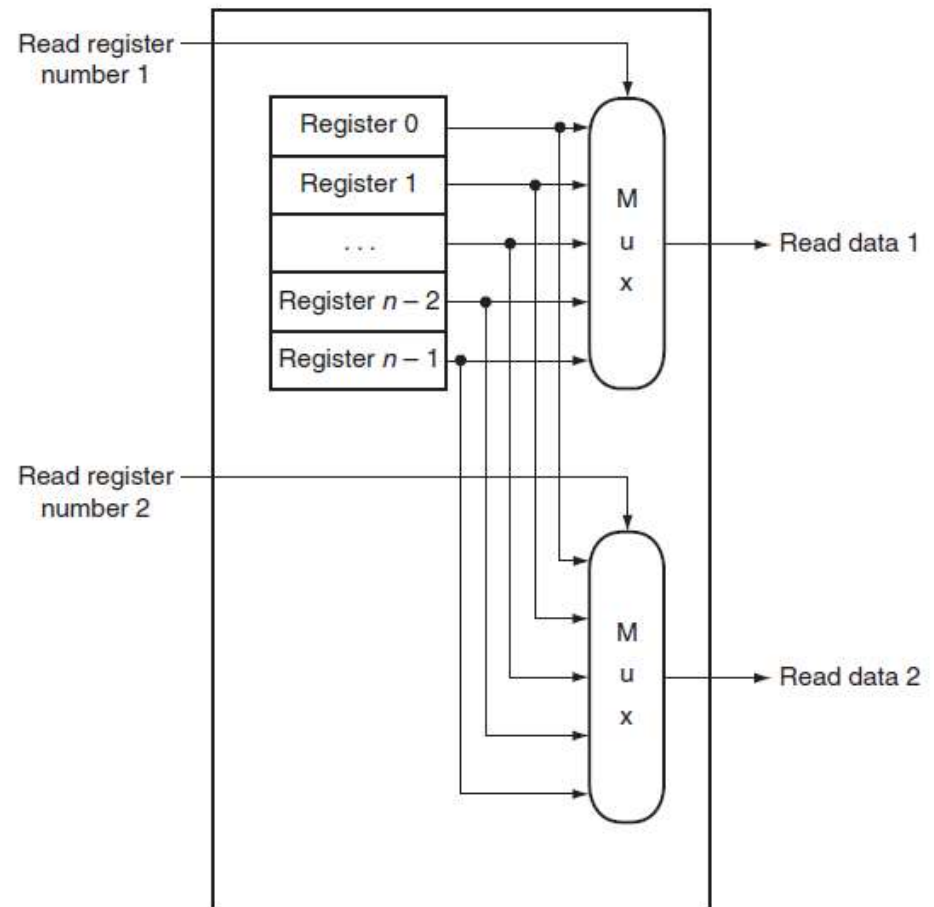 Read register
number 1
Register 0
Register 1
. . .
Register n – 2
Register n – 1
M
u
x
Read data 1
Read register
number 2
M
u
x
Read data 2